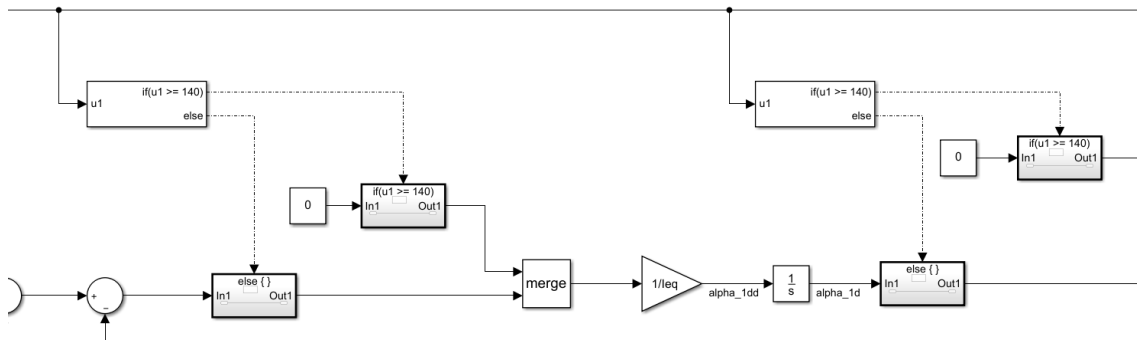 u1
if(u1 >= 140)
else
u1
if(u1 >= 140)
else
0
if(u1 >= 140)
In1
Out1
0
if(u1 >= 140)
In1
Out1
+
−
else { }
In1
Out1
merge
1/Ieq
alpha_1dd
1
s
alpha_1d
else { }
In1
Out1